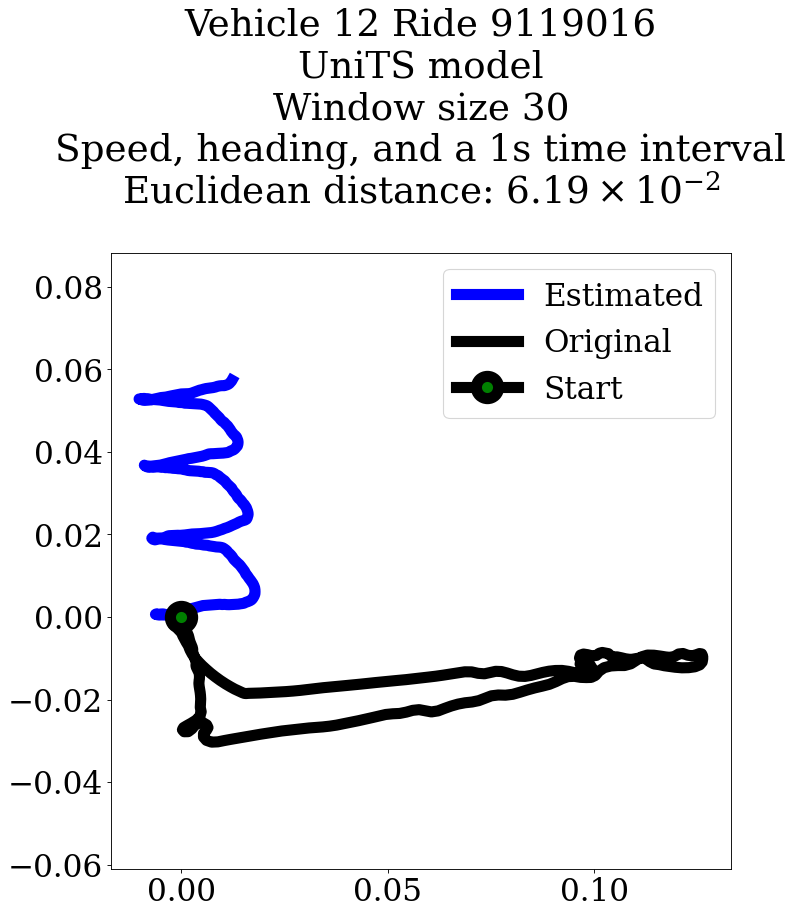 Vehicle 12 Ride 9119016
UniTS model
Window size 30
Speed, heading, and a 1s time interval
Euclidean distance: 6.19 × 10⁻²
Estimated
Original
Start
0.08
0.06
0.04
0.02
0.00
−0.02
−0.04
−0.06
0.00 0.05 0.10